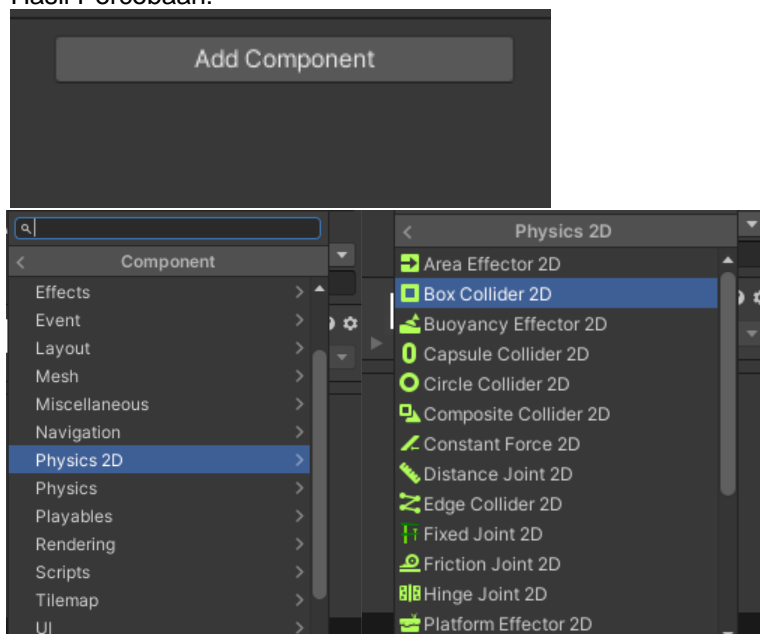 Hasil Percobaan:
Add Component
Component
Effects
Event
Layout
Mesh
Miscellaneous
Navigation
Physics 2D
Physics
Playables
Rendering
Scripts
Tilemap
UI
Physics 2D
Area Effector 2D
Box Collider 2D
Buoyancy Effector 2D
Capsule Collider 2D
Circle Collider 2D
Composite Collider 2D
Constant Force 2D
Distance Joint 2D
Edge Collider 2D
Fixed Joint 2D
Friction Joint 2D
Hinge Joint 2D
Platform Effector 2D